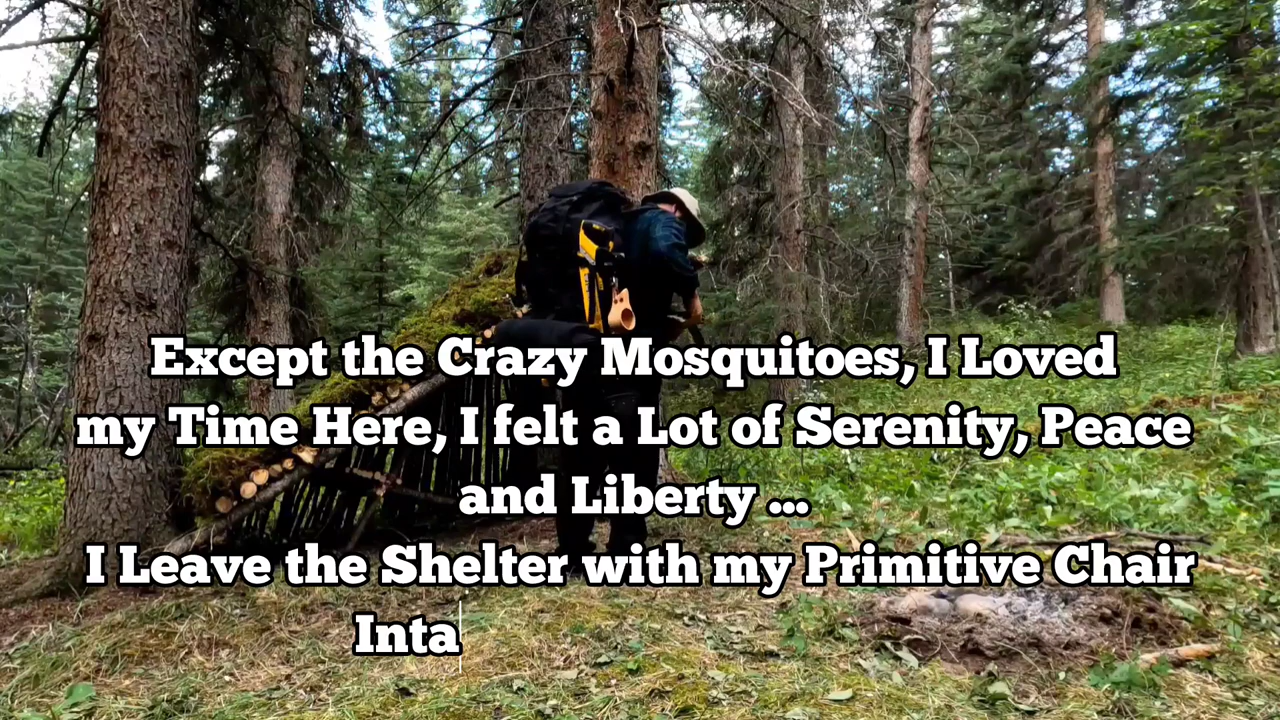 Except the Crazy Mosquitoes, I Loved
my Time Here, I felt a Lot of Serenity, Peace
and Liberty ...
I Leave the Shelter with my Primitive Chair
Inta